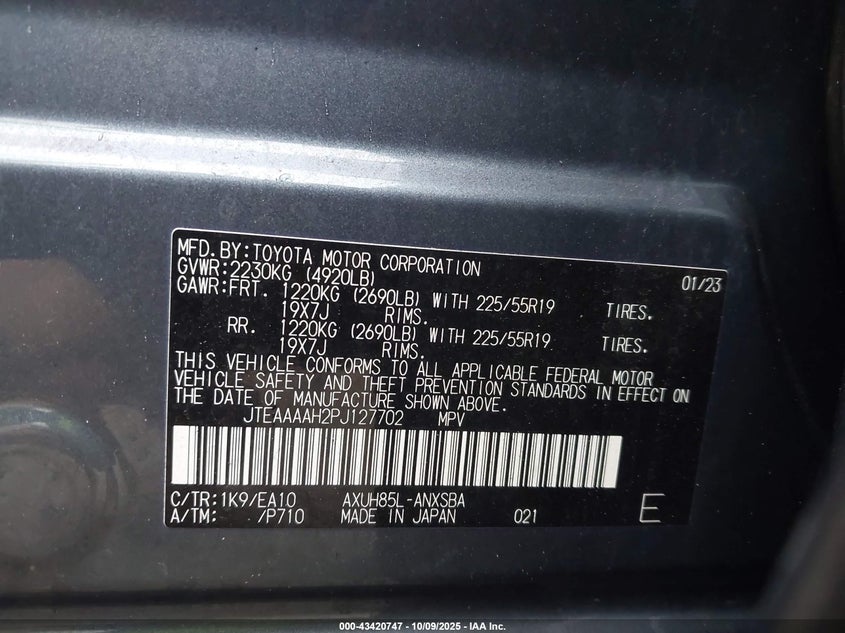 MFD. BY: TOYOTA MOTOR CORPORATION 01/23
GVWR: 2230KG (4920LB)
GAWR: FRT. 1220KG (2690LB) WITH 225/55R19 TIRES.
19X7J RIMS.
RR. 1220KG (2690LB) WITH 225/55R19 TIRES.
19X7J RIMS.
THIS VEHICLE CONFORMS TO ALL APPLICABLE FEDERAL MOTOR
VEHICLE SAFETY AND THEFT PREVENTION STANDARDS IN EFFECT ON
THE DATE OF MANUFACTURE SHOWN ABOVE.
JTEAAAAH2PJ127702 MPV
C/TR: 1K9/EA10 AXUH85L-ANXSBA
A/TM: /P710 MADE IN JAPAN 021 E
000-43420747 - 10/09/2025 - IAA Inc.